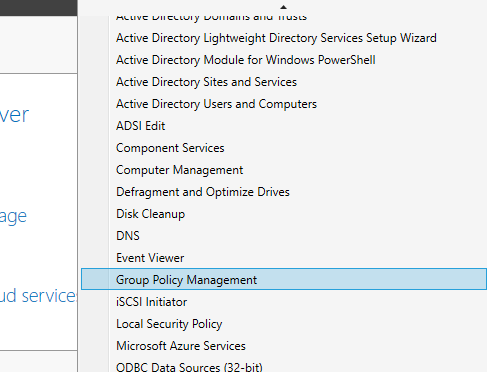 Active Directory Domains and Trusts
Active Directory Lightweight Directory Services Setup Wizard
Active Directory Module for Windows PowerShell
Active Directory Sites and Services
Active Directory Users and Computers
ADSI Edit
Component Services
Computer Management
Defragment and Optimize Drives
Disk Cleanup
DNS
Event Viewer
Group Policy Management
iSCSI Initiator
Local Security Policy
Microsoft Azure Services
ODBC Data Sources (32-bit)
ver
age
ud service